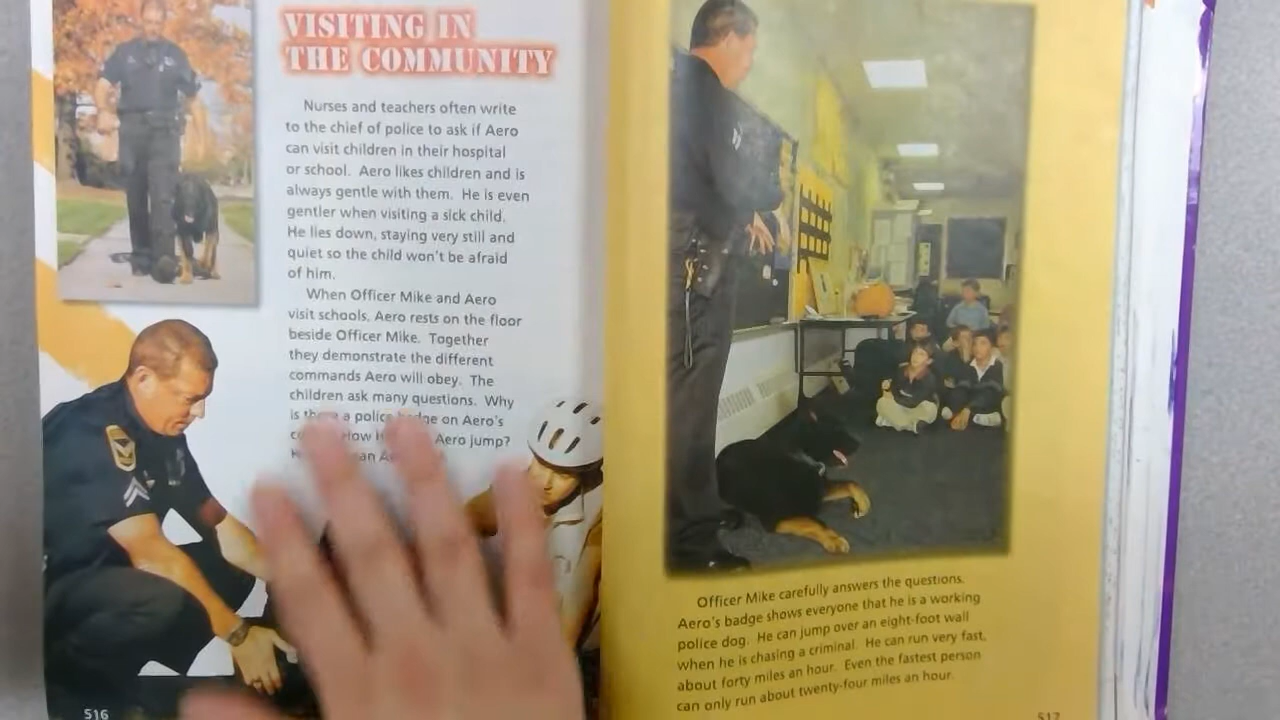 VISITING IN
THE COMMUNITY
Nurses and teachers often write
to the chief of police to ask if Aero
can visit children in their hospital
or school. Aero likes children and is
always gentle with them. He is even
gentler when visiting a sick child.
He lies down, staying very still and
quiet so the child won't be afraid
of him.
When Officer Mike and Aero
visit schools, Aero rests on the floor
beside Officer Mike. Together
they demonstrate the different
commands Aero will obey. The
children ask many questions. Why
is there a police badge on Aero's
How Aero jump?
516
Officer Mike carefully answers the questions.
Aero's badge shows everyone that he is a working
police dog. He can jump over an eight-foot wall
when he is chasing a criminal. He can run very fast,
about forty miles an hour. Even the fastest person
can only run about twenty-four miles an hour.
517